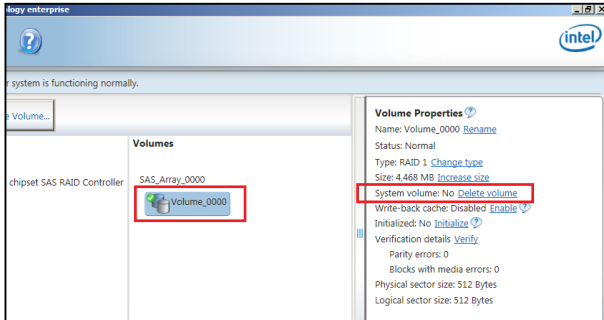 ology enterprise
intel
r system is functioning normally.
e Volume...
Volumes
chipset SAS RAID Controller
SAS_Array_0000
Volume_0000
Volume Properties
Name: Volume_0000 Rename
Status: Normal
Type: RAID 1 Change type
Size: 4,468 MB Increase size
System volume: No Delete volume
Write-back cache: Disabled Enable
Initialized: No Initialize
Verification details Verify
Parity errors: 0
Blocks with media errors: 0
Physical sector size: 512 Bytes
Logical sector size: 512 Bytes